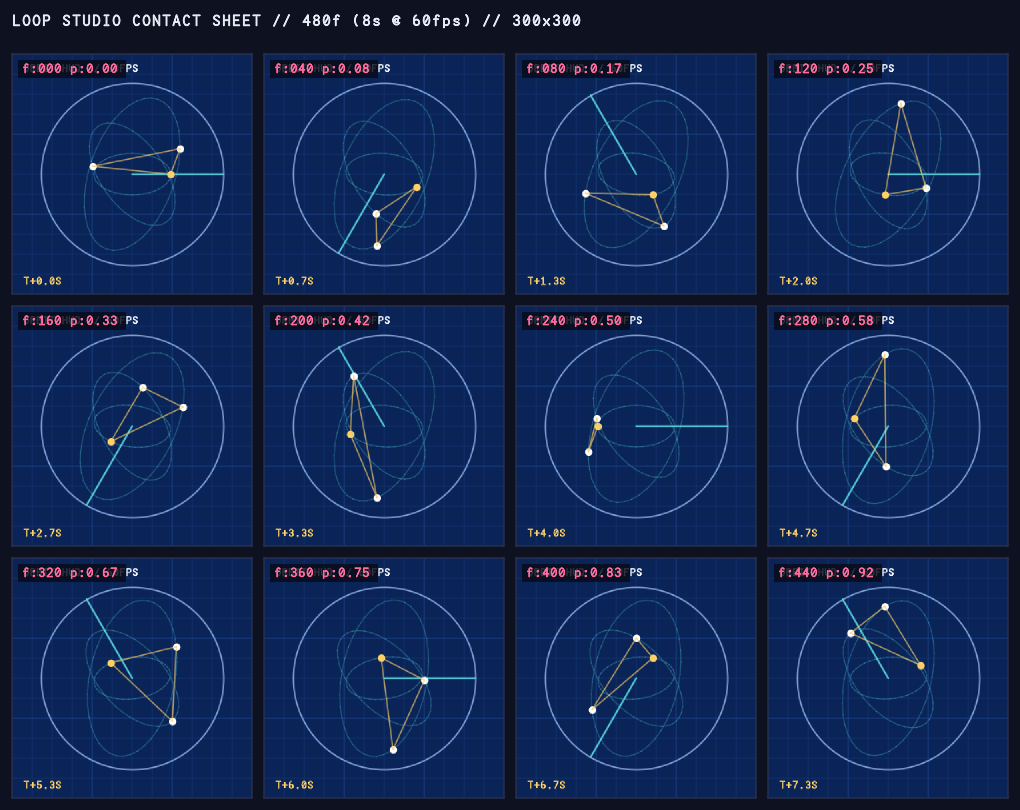 LOOP STUDIO CONTACT SHEET // 480f (8s @ 60fps) // 300x300
f:000 p:0.00 PS
f:040 p:0.08 PS
f:080 p:0.17 PS
f:120 p:0.25 PS
T+0.0S
T+0.7S
T+1.3S
T+2.0S
f:160 p:0.33 PS
f:200 p:0.42 PS
f:240 p:0.50 PS
f:280 p:0.58 PS
T+2.7S
T+3.3S
T+4.0S
T+4.7S
f:320 p:0.67 PS
f:360 p:0.75 PS
f:400 p:0.83 PS
f:440 p:0.92 PS
T+5.3S
T+6.0S
T+6.7S
T+7.3S